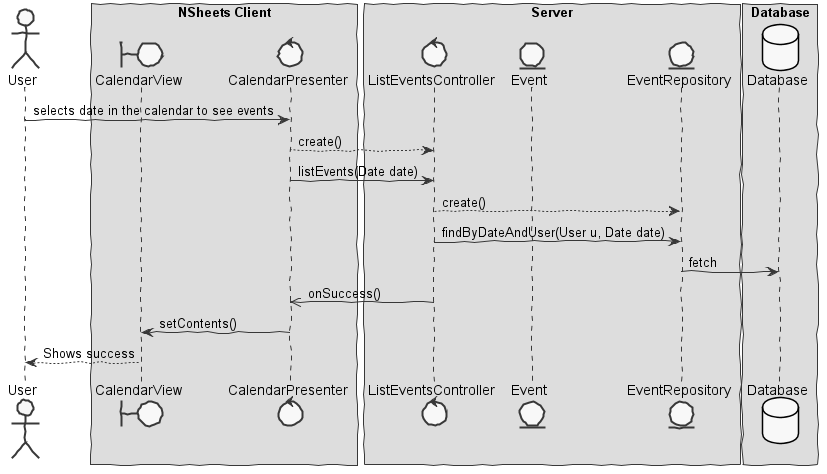 NSheets Client
Server
Database
User
CalendarView
CalendarPresenter
ListEventsController
Event
EventRepository
Database
selects date in the calendar to see events
create()
listEvents(Date date)
create()
findByDateAndUser(User u, Date date)
fetch
onSuccess()
setContents()
Shows success
User
CalendarView
CalendarPresenter
ListEventsController
Event
EventRepository
Database